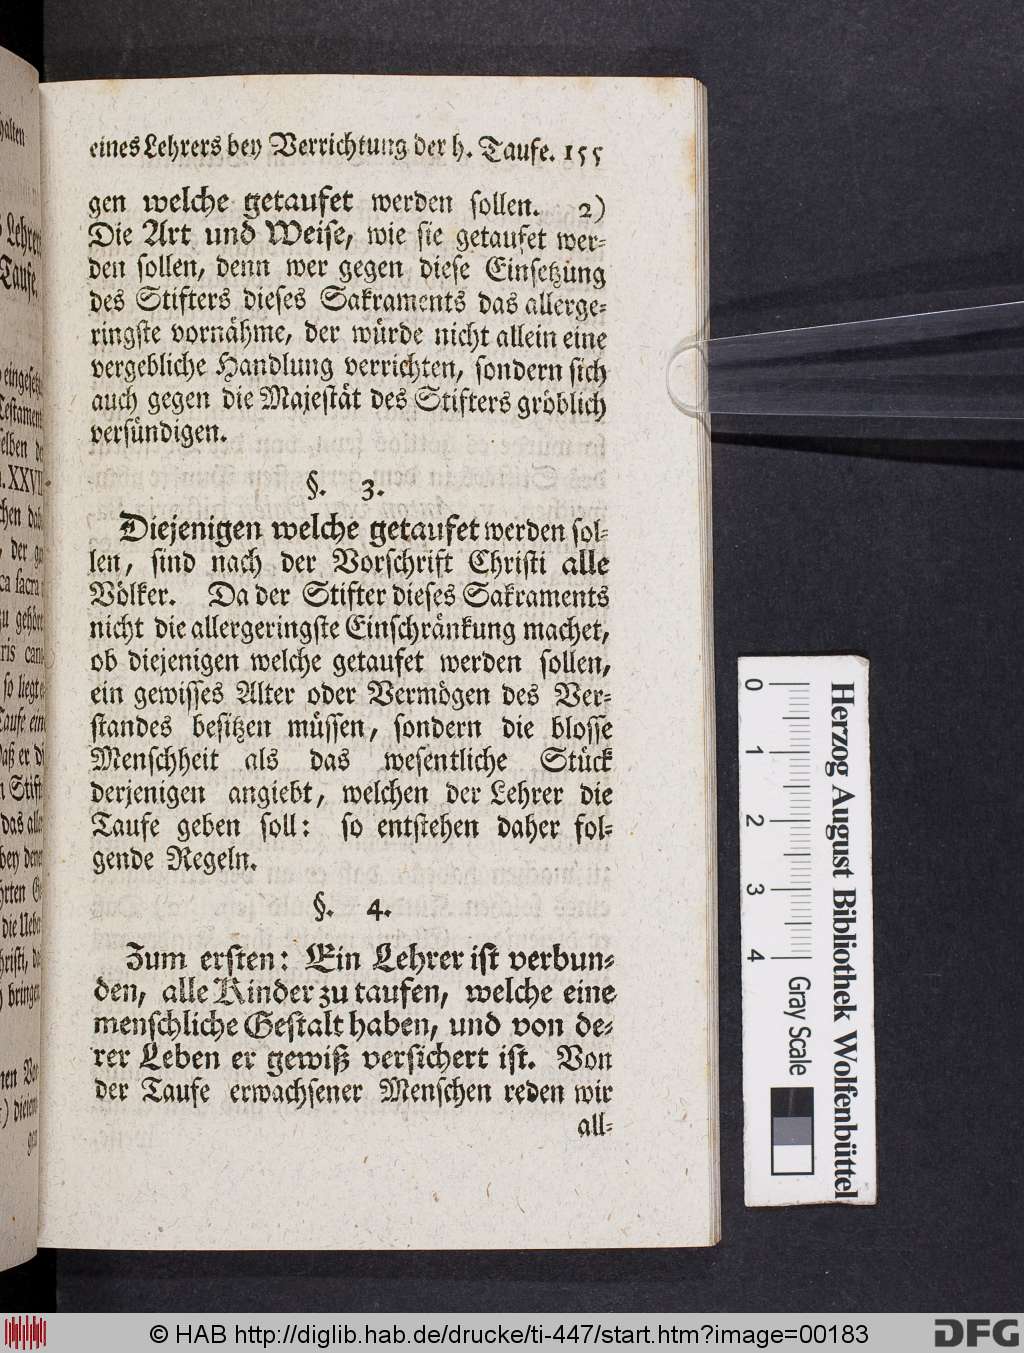 eines Lehrers bey Verrichtung der h. Taufe. 155
gen welche getaufet werden sollen. 2)
Die Art und Weise, wie sie getaufet wer-
den sollen, denn wer gegen diese Einsetzung
des Stifters dieses Sakraments das allerge-
ringste vornähme, der würde nicht allein eine
vergebliche Handlung verrichten, sondern sich
auch gegen die Majestät des Stifters gröblich
versündigen.
§. 3.
Diejenigen welche getaufet werden sol-
len, sind nach der Vorschrift Christi alle
Völker. Da der Stifter dieses Sakraments
nicht die allergeringste Einschränkung machet,
ob diejenigen welche getaufet werden sollen,
ein gewisses Alter oder Vermögen des Ver-
standes besitzen müssen, sondern die blosse
Menschheit als das wesentliche Stück
derjenigen angiebt, welchen der Lehrer die
Taufe geben soll: so entstehen daher fol-
gende Regeln.
§. 4.
Zum ersten: Ein Lehrer ist verbun-
den, alle Kinder zu taufen, welche eine
menschliche Gestalt haben, und von de-
rer Leben er gewiß versichert ist. Von
der Taufe erwachsener Menschen reden wir
all-
Herzog August Bibliothek Wolfenbüttel
0 1 2 3 4 Gray Scale
© HAB http://diglib.hab.de/drucke/ti-447/start.htm?image=00183
DFG